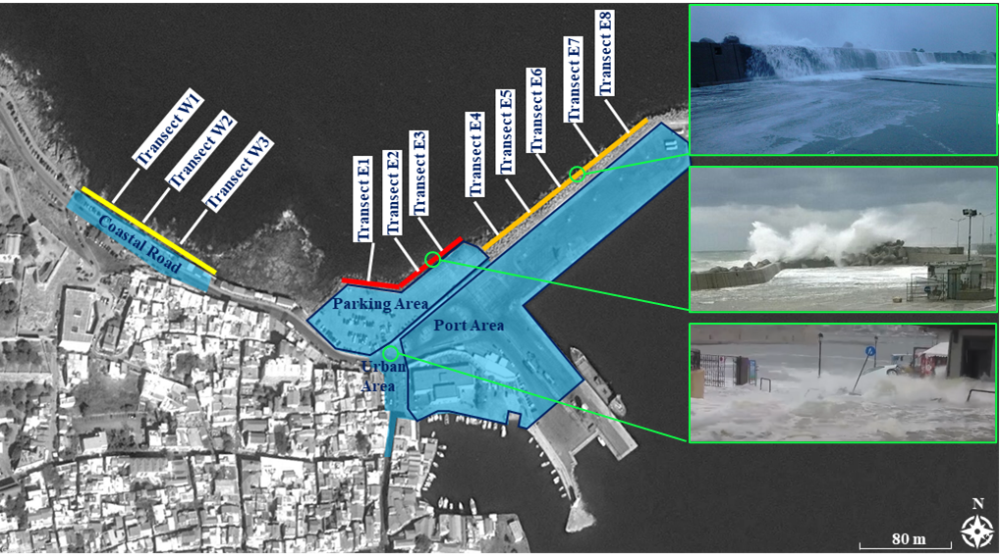 Transect W1
Transect W2
Transect W3
Transect E1
Transect E2
Transect E3
Transect E4
Transect E5
Transect E6
Transect E7
Transect E8
Coastal Road
Parking Area
Port Area
Urban
Area
N
80 m